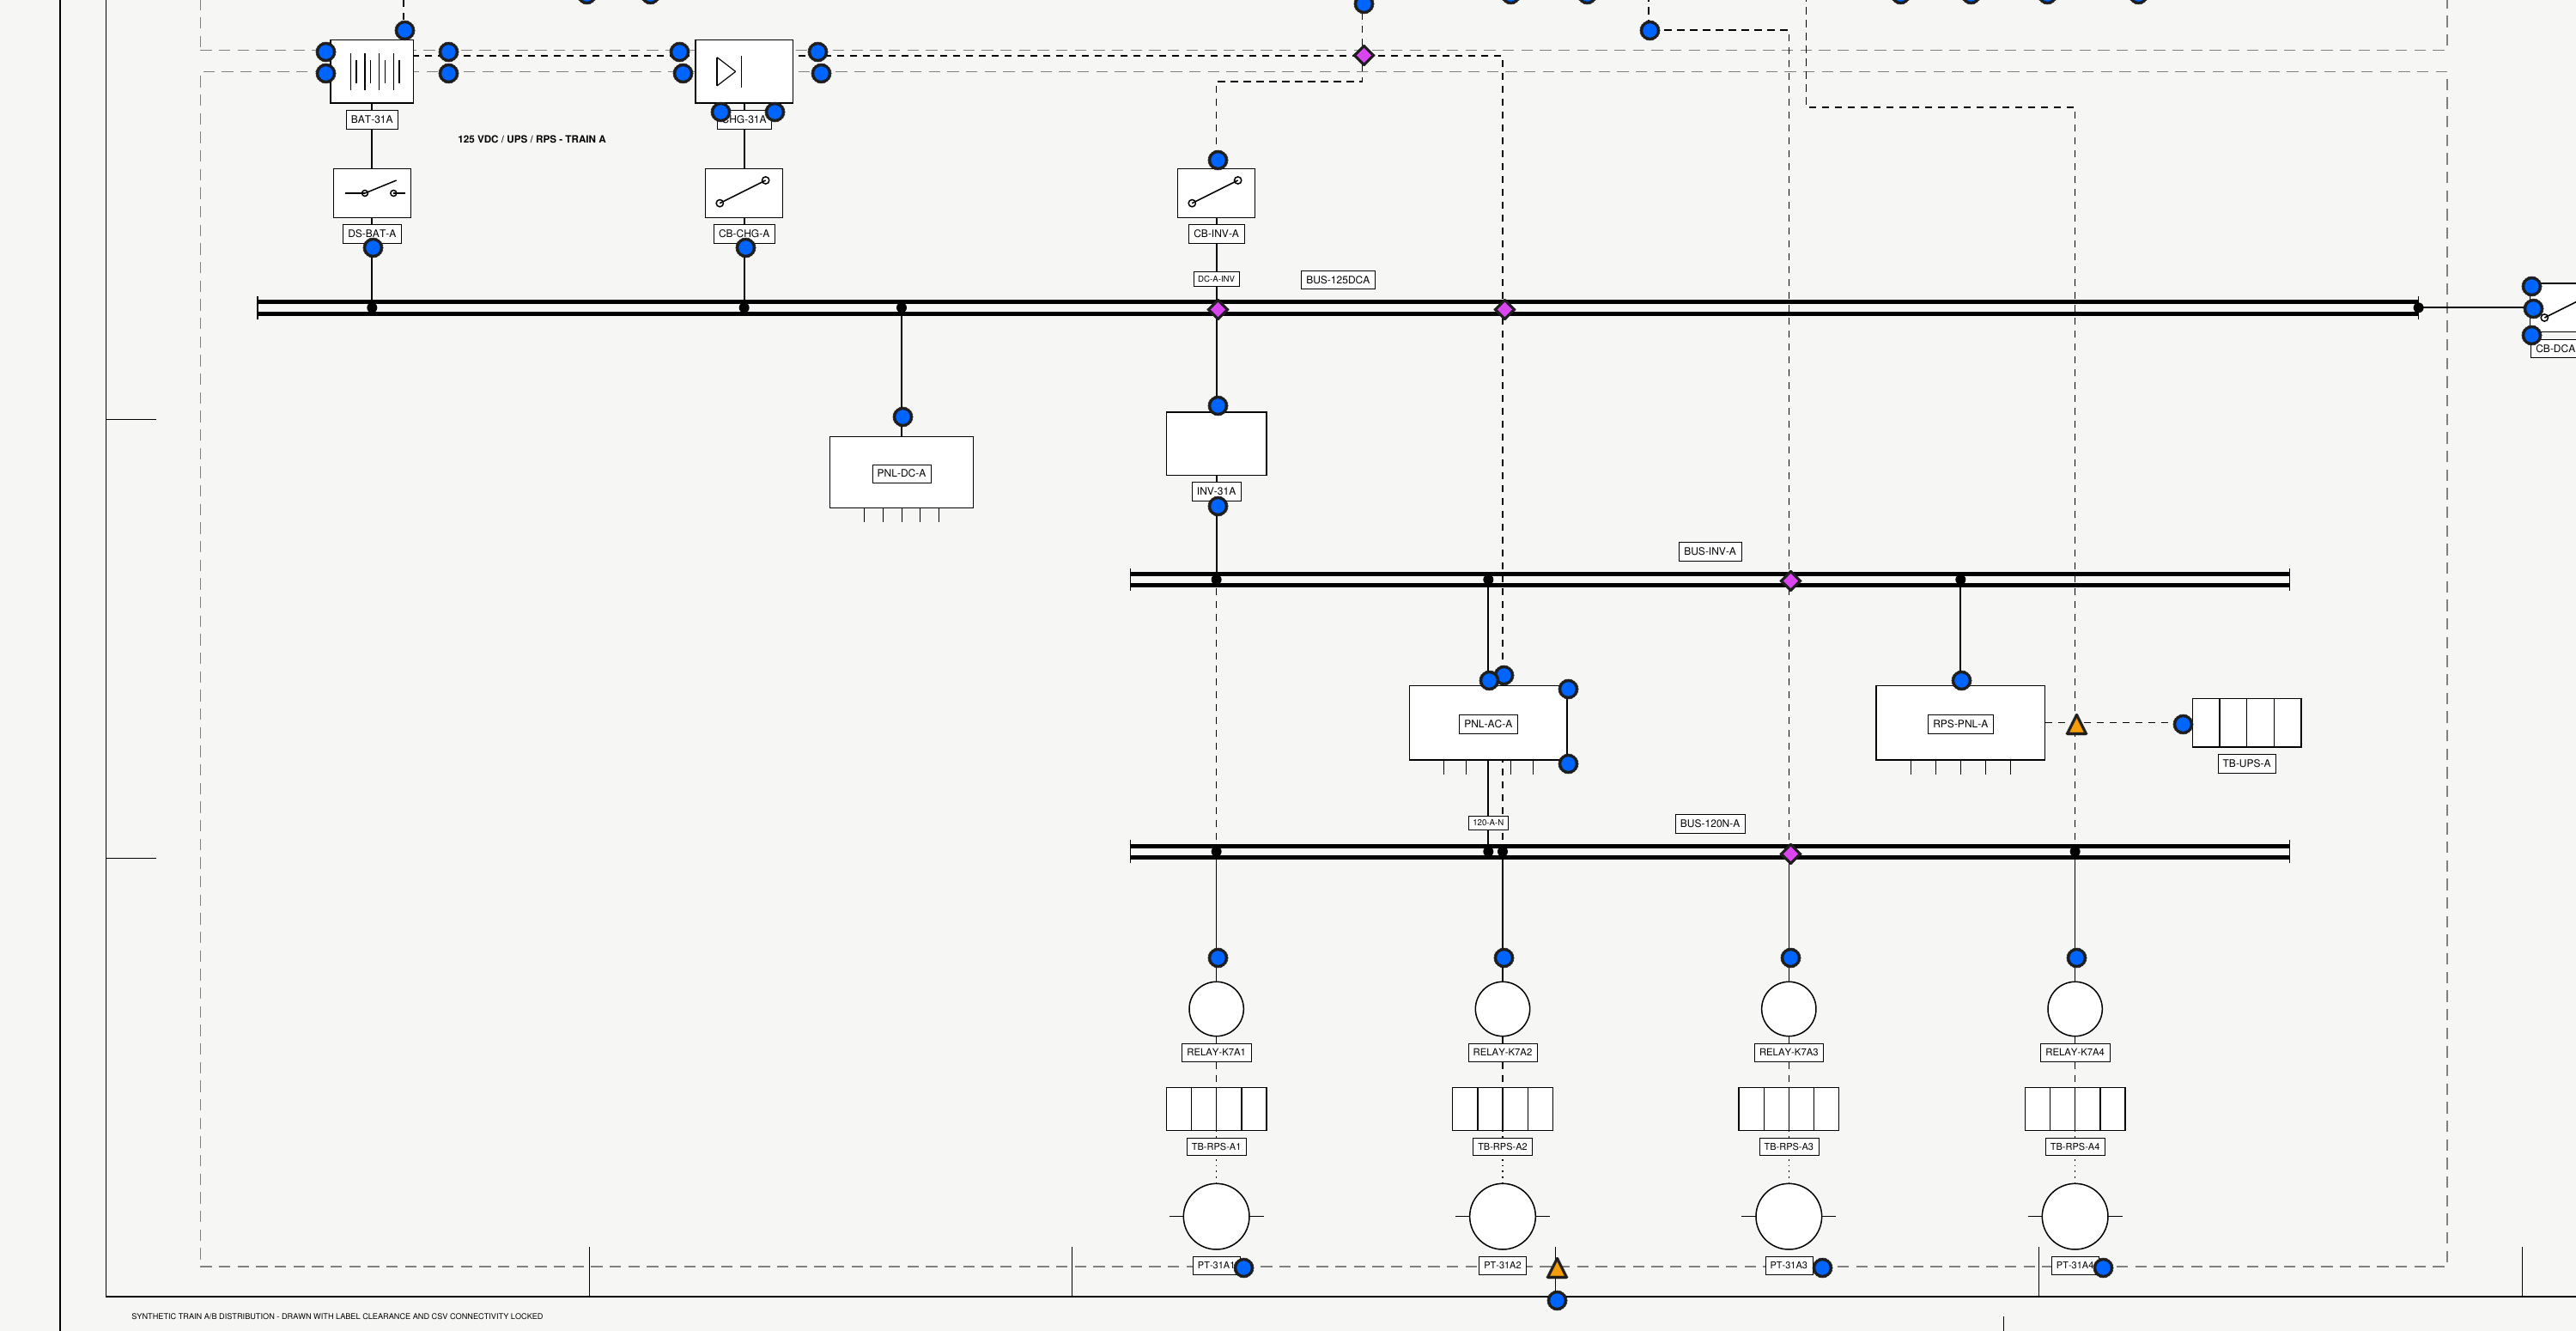 BAT-31A
CHG-31A
125 VDC / UPS / RPS - TRAIN A
DS-BAT-A
CB-CHG-A
CB-INV-A
DC-A-INV
BUS-125DCA
CB-DCA
PNL-DC-A
INV-31A
BUS-INV-A
PNL-AC-A
RPS-PNL-A
TB-UPS-A
120-A-N
BUS-120N-A
RELAY-K7A1
RELAY-K7A2
RELAY-K7A3
RELAY-K7A4
TB-RPS-A1
TB-RPS-A2
TB-RPS-A3
TB-RPS-A4
PT-31A1
PT-31A2
PT-31A3
PT-31A4
SYNTHETIC TRAIN A/B DISTRIBUTION - DRAWN WITH LABEL CLEARANCE AND CSV CONNECTIVITY LOCKED